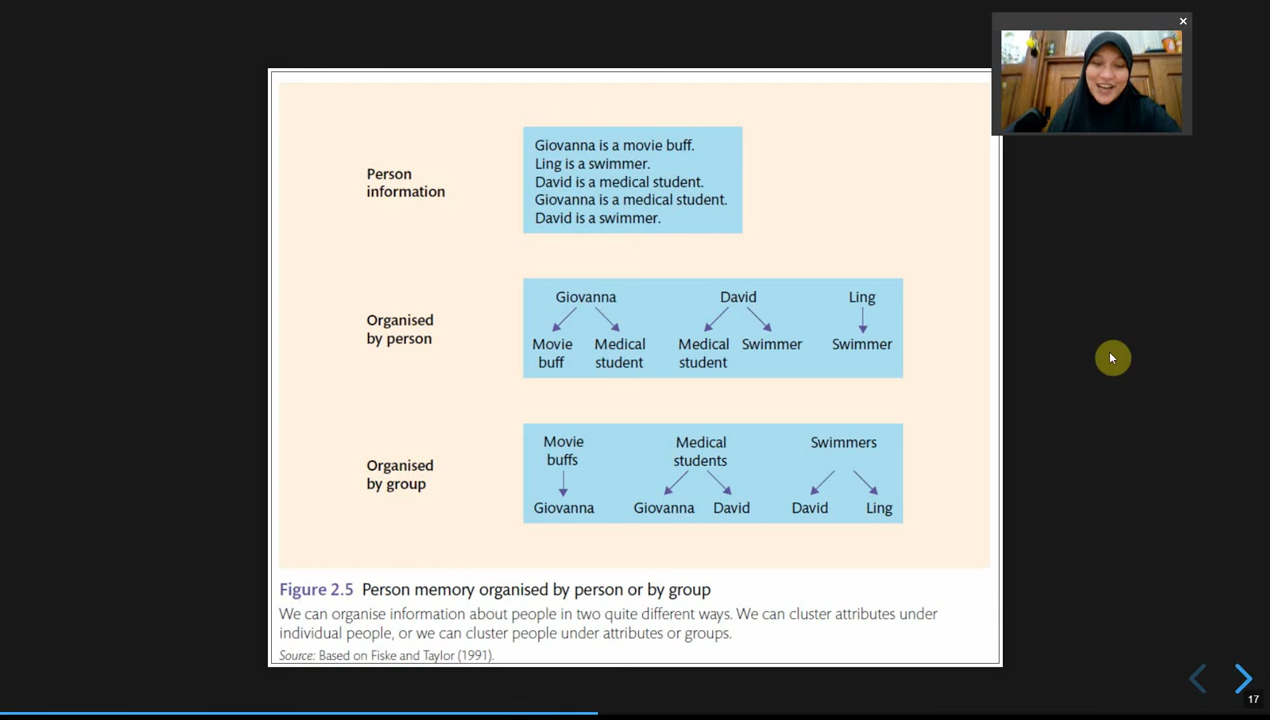 Person
information
Giovanna is a movie buff.
Ling is a swimmer.
David is a medical student.
Giovanna is a medical student.
David is a swimmer.
Organised
by person
Giovanna
David
Ling
Movie
buff
Medical
student
Medical
student
Swimmer
Swimmer
Organised
by group
Movie
buffs
Medical
students
Swimmers
Giovanna
Giovanna
David
David
Ling
Figure 2.5 Person memory organised by person or by group
We can organise information about people in two quite different ways. We can cluster attributes under
individual people, or we can cluster people under attributes or groups.
Source: Based on Fiske and Taylor (1991).
17